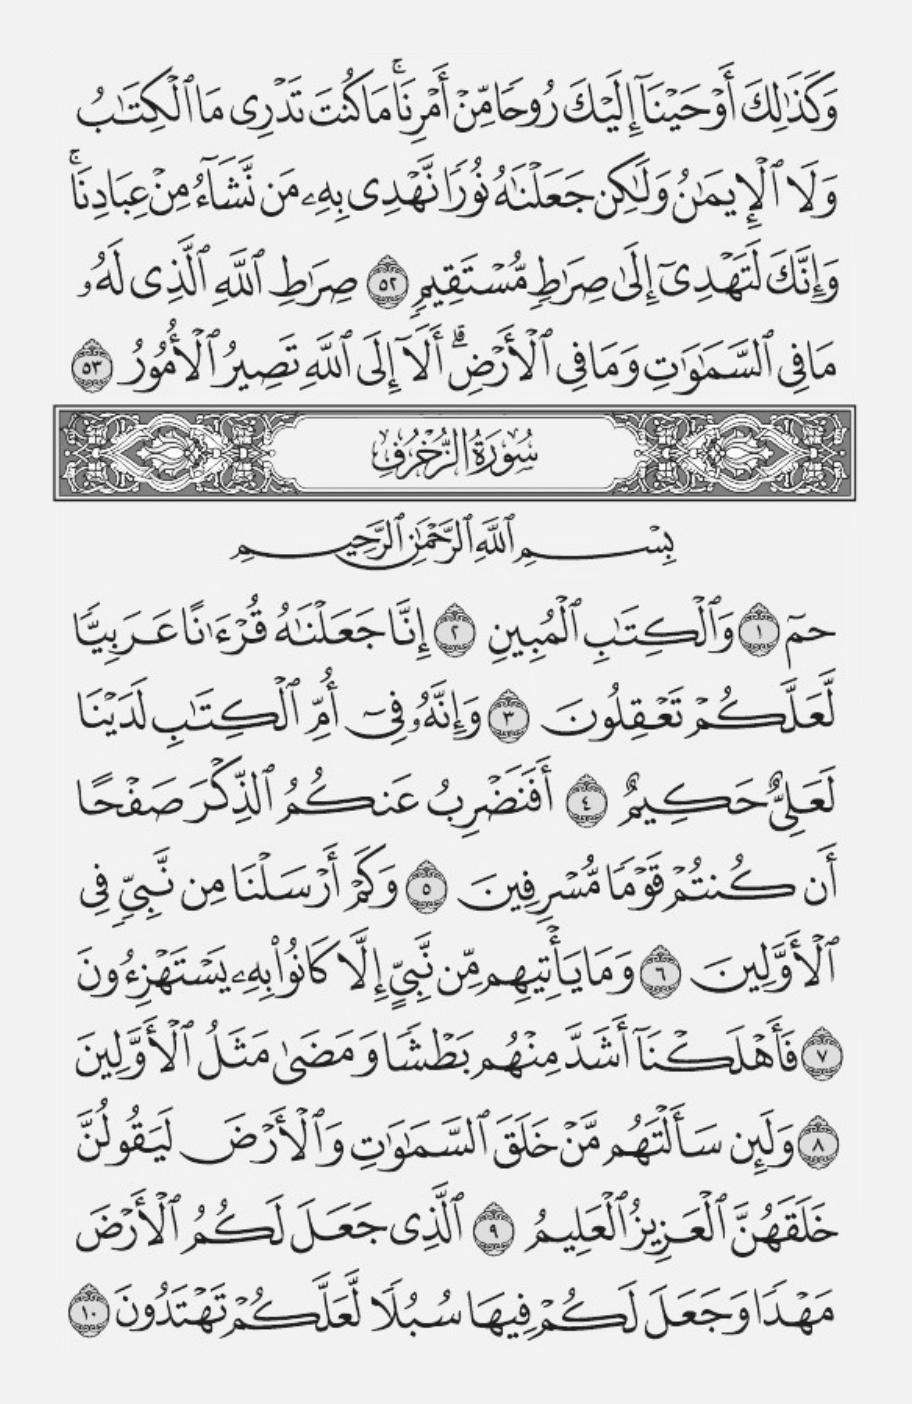 وَكَذَٰلِكَ أَوْحَيْنَآ إِلَيْكَ رُوحًا مِّنْ أَمْرِنَا ۚ مَا كُنتَ تَدْرِى مَا ٱلْكِتَـٰبُ
وَلَا ٱلْإِيمَـٰنُ وَلَـٰكِن جَعَلْنَـٰهُ نُورًا نَّهْدِى بِهِۦ مَن نَّشَآءُ مِنْ عِبَادِنَا ۚ
وَإِنَّكَ لَتَهْدِىٓ إِلَىٰ صِرَٰطٍ مُّسْتَقِيمٍ ٥٢ صِرَٰطِ ٱللَّهِ ٱلَّذِى لَهُۥ
مَا فِى ٱلسَّمَـٰوَٰتِ وَمَا فِى ٱلْأَرْضِ ۗ أَلَآ إِلَى ٱللَّهِ تَصِيرُ ٱلْأُمُورُ ٥٣
سُورَةُ الزُّخْرُفِ
بِسْمِ ٱللَّهِ ٱلرَّحْمَـٰنِ ٱلرَّحِيمِ
حمٓ ١ وَٱلْكِتَـٰبِ ٱلْمُبِينِ ٢ إِنَّا جَعَلْنَـٰهُ قُرْءَٰنًا عَرَبِيًّا
لَّعَلَّكُمْ تَعْقِلُونَ ٣ وَإِنَّهُۥ فِىٓ أُمِّ ٱلْكِتَـٰبِ لَدَيْنَا
لَعَلِىٌّ حَكِيمٌ ٤ أَفَنَضْرِبُ عَنكُمُ ٱلذِّكْرَ صَفْحًا
أَن كُنتُمْ قَوْمًا مُّسْرِفِينَ ٥ وَكَمْ أَرْسَلْنَا مِن نَّبِىٍّ فِى
ٱلْأَوَّلِينَ ٦ وَمَا يَأْتِيهِم مِّن نَّبِىٍّ إِلَّا كَانُوا۟ بِهِۦ يَسْتَهْزِءُونَ
٧ فَأَهْلَكْنَآ أَشَدَّ مِنْهُم بَطْشًا وَمَضَىٰ مَثَلُ ٱلْأَوَّلِينَ
٨ وَلَئِن سَأَلْتَهُم مَّنْ خَلَقَ ٱلسَّمَـٰوَٰتِ وَٱلْأَرْضَ لَيَقُولُنَّ
خَلَقَهُنَّ ٱلْعَزِيزُ ٱلْعَلِيمُ ٩ ٱلَّذِى جَعَلَ لَكُمُ ٱلْأَرْضَ
مَهْدًا وَجَعَلَ لَكُمْ فِيهَا سُبُلًا لَّعَلَّكُمْ تَهْتَدُونَ ١٠